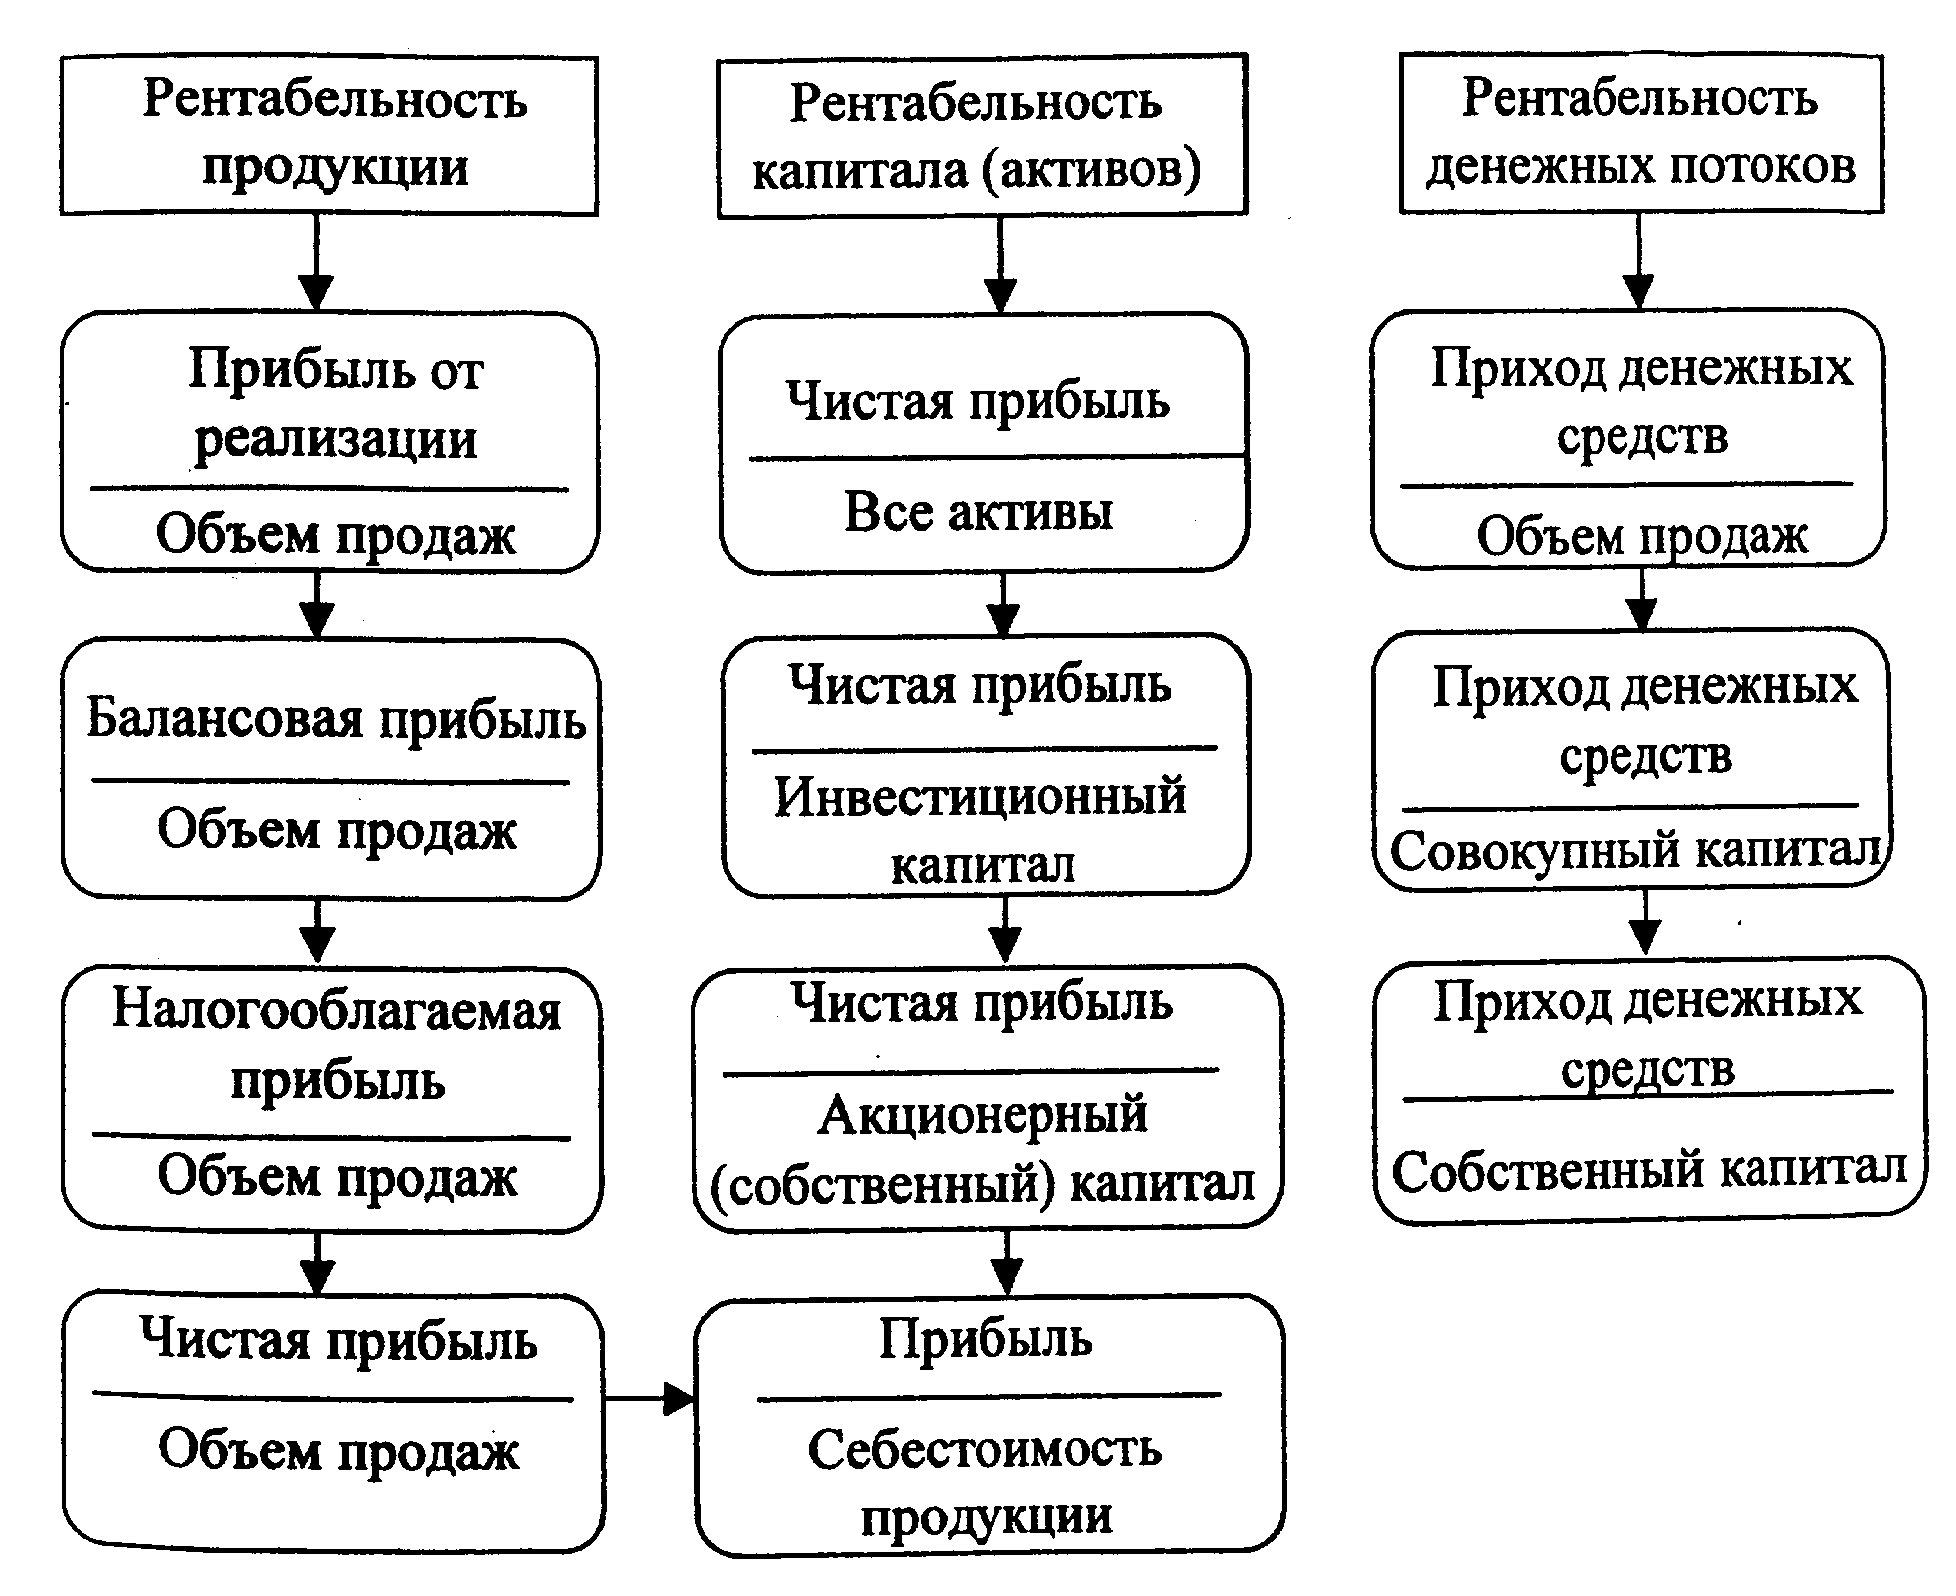 Рентабельность
продукции
Прибыль от
реализации
Объем продаж
Балансовая прибыль
Объем продаж
Налогооблагаемая
прибыль
Объем продаж
Чистая прибыль
Объем продаж
Рентабельность
капитала (активов)
Чистая прибыль
Все активы
Чистая прибыль
Инвестиционный
капитал
Чистая прибыль
Акционерный
(собственный) капитал
Прибыль
Себестоимость
продукции
Рентабельность
денежных потоков
Приход денежных
средств
Объем продаж
Приход денежных
средств
Совокупный капитал
Приход денежных
средств
Собственный капитал